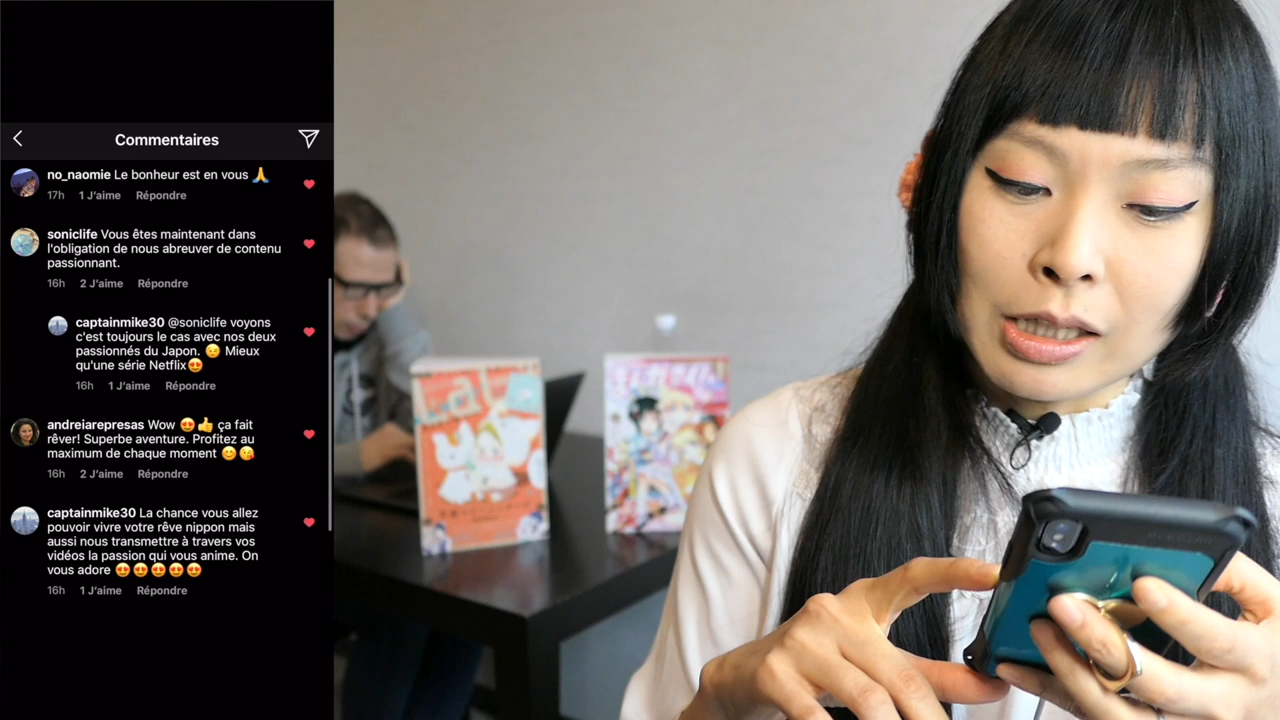 Commentaires
no_naomie Le bonheur est en vous 🙏
17h 1 J'aime Répondre
soniclife Vous êtes maintenant dans
l'obligation de nous abreuver de contenu
passionnant.
16h 2 J'aime Répondre
captainmike30 @soniclife voyons
c'est toujours le cas avec nos deux
passionnés du Japon. 😉 Mieux
qu'une série Netflix😍
16h 1 J'aime Répondre
andreiarepresas Wow 😍👍 ça fait
rêver! Superbe aventure. Profitez au
maximum de chaque moment 😊😘
16h 2 J'aime Répondre
captainmike30 La chance vous allez
pouvoir vivre votre rêve nippon mais
aussi nous transmettre à travers vos
vidéos la passion qui vous anime. On
vous adore 😍😍😍😍😍
16h 1 J'aime Répondre